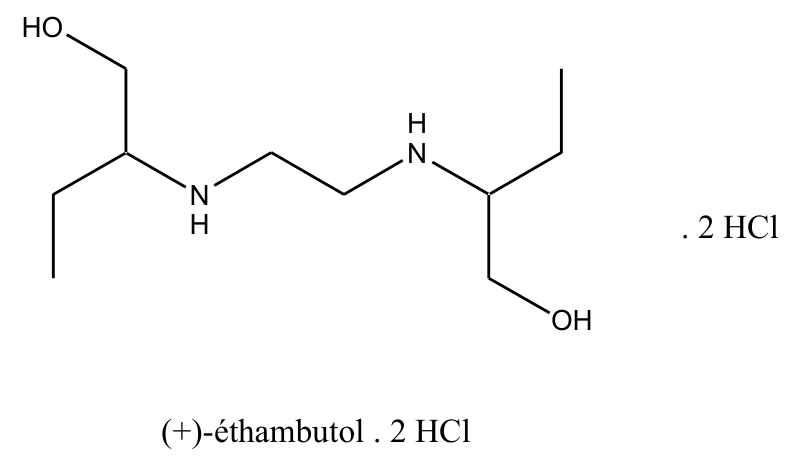 HO
H
N
N
H
. 2 HCl
OH
(+)-éthambutol . 2 HCl